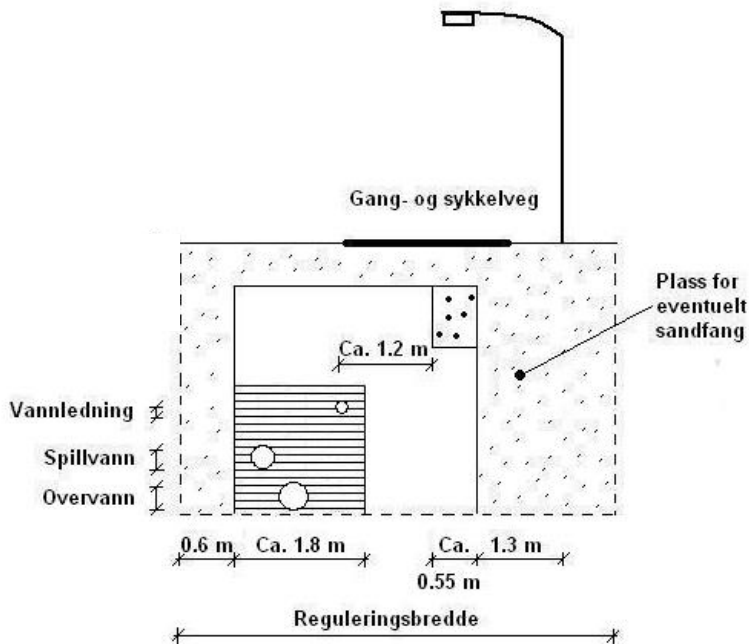 Gang- og sykkelveg
Plass for
eventuelt
sandfang
Ca. 1.2 m
Vannledning
Spillvann
Overvann
0.6 m Ca. 1.8 m Ca. 1.3 m
0.55 m
Reguleringsbredde